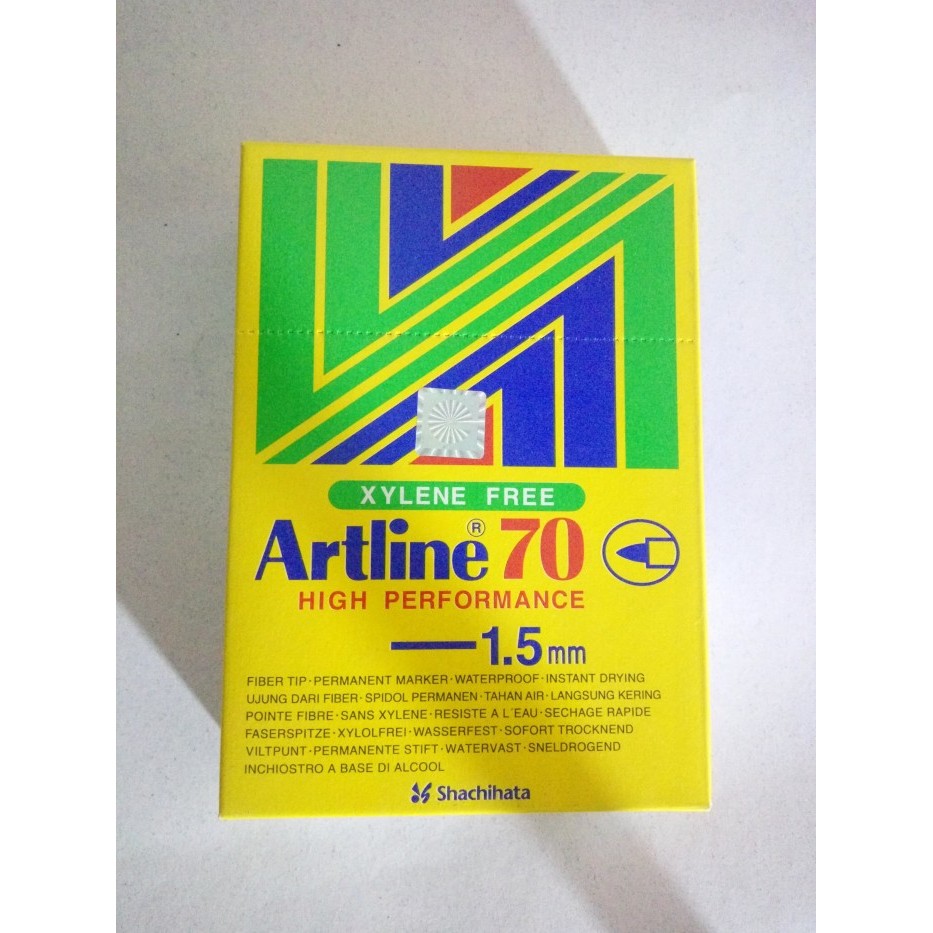 XYLENE FREE
Artline® 70
HIGH PERFORMANCE
1.5mm
FIBER TIP·PERMANENT MARKER·WATERPROOF·INSTANT DRYING
UJUNG DARI FIBER·SPIDOL PERMANEN·TAHAN AIR·LANGSUNG KERING
POINTE FIBRE·SANS XYLENE·RESISTE A L´EAU·SECHAGE RAPIDE
FASERSPITZE·XYLOLFREI·WASSERFEST·SOFORT TROCKNEND
VILTPUNT·PERMANENTE STIFT·WATERVAST·SNELDROGEND
INCHIOSTRO A BASE DI ALCOOL
Shachihata